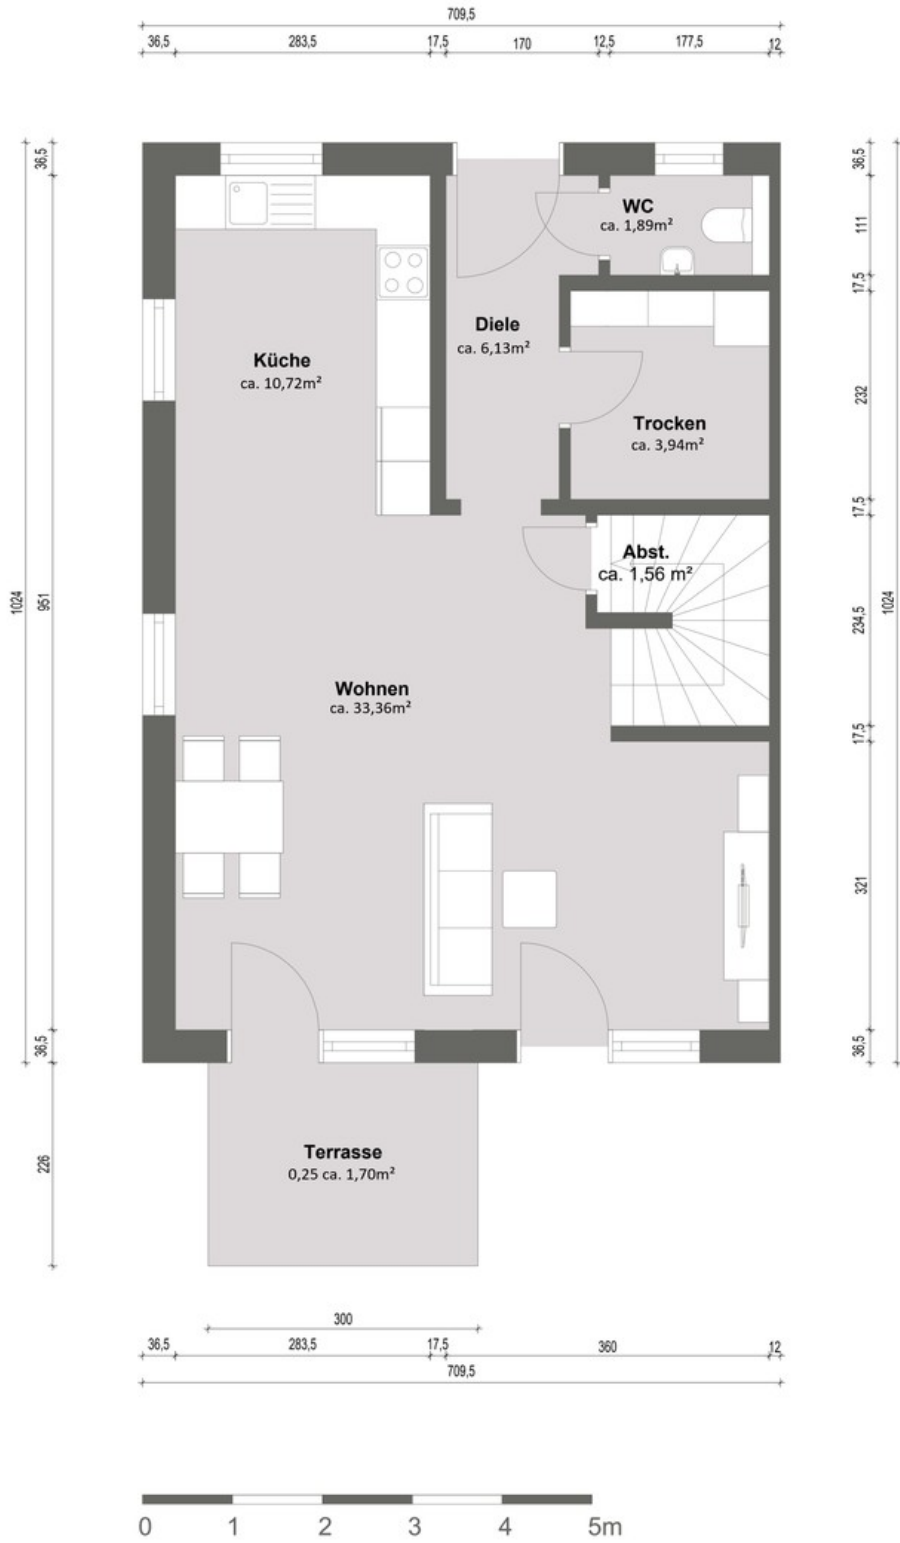 709,5
36,5 283,5 17,5 170 12,5 177,5 12
36,5
36,5
WC
ca. 1,89m²
111
17,5
Diele
ca. 6,13m²
Küche
ca. 10,72m²
232
Trocken
ca. 3,94m²
17,5
Abst.
ca. 1,56 m²
1024
951
234,5
1024
Wohnen
ca. 33,36m²
17,5
321
36,5
36,5
Terrasse
0,25 ca. 1,70m²
226
300
36,5 283,5 17,5 360 12
709,5
0 1 2 3 4 5m